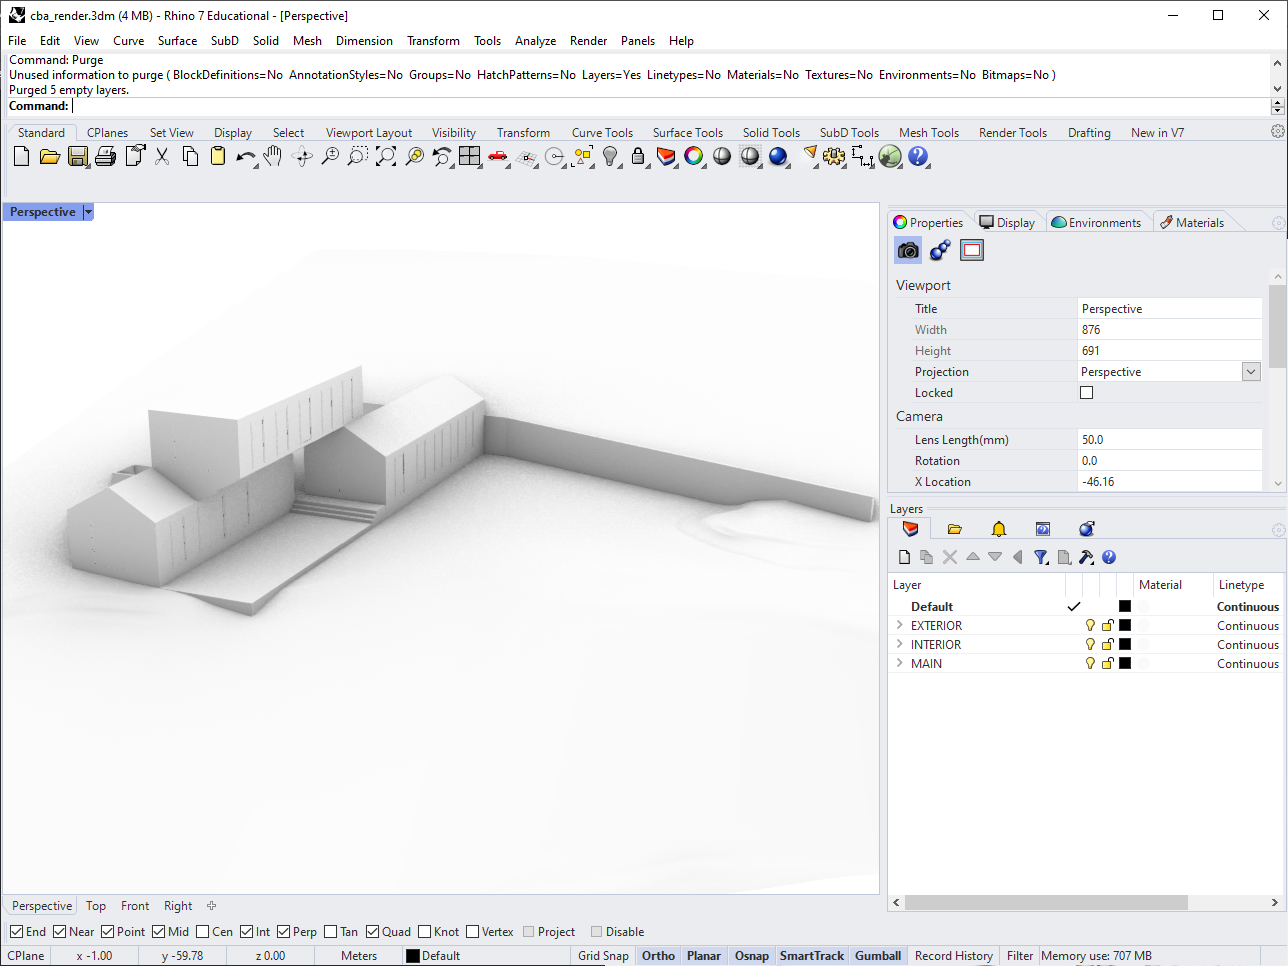 cba_render.3dm (4 MB) - Rhino 7 Educational - [Perspective]
File Edit View Curve Surface SubD Solid Mesh Dimension Transform Tools Analyze Render Panels Help
Command: Purge
Unused information to purge ( BlockDefinitions=No AnnotationStyles=No Groups=No HatchPatterns=No Layers=Yes Linetypes=No Materials=No Textures=No Environments=No Bitmaps=No )
Purged 5 empty layers.
Command:
Standard CPlanes Set View Display Select Viewport Layout Visibility Transform Curve Tools Surface Tools Solid Tools SubD Tools Mesh Tools Render Tools Drafting New in V7
Perspective
Properties Display Environments Materials
Viewport
Title Perspective
Width 876
Height 691
Projection Perspective
Locked
Camera
Lens Length(mm) 50.0
Rotation 0.0
X Location -46.16
Layers
Layer Material Linetype
Default Continuous
EXTERIOR Continuous
INTERIOR Continuous
MAIN Continuous
Perspective Top Front Right
End Near Point Mid Cen Int Perp Tan Quad Knot Vertex Project Disable
CPlane x -1.00 y -59.78 z 0.00 Meters Default Grid Snap Ortho Planar Osnap SmartTrack Gumball Record History Filter Memory use: 707 MB